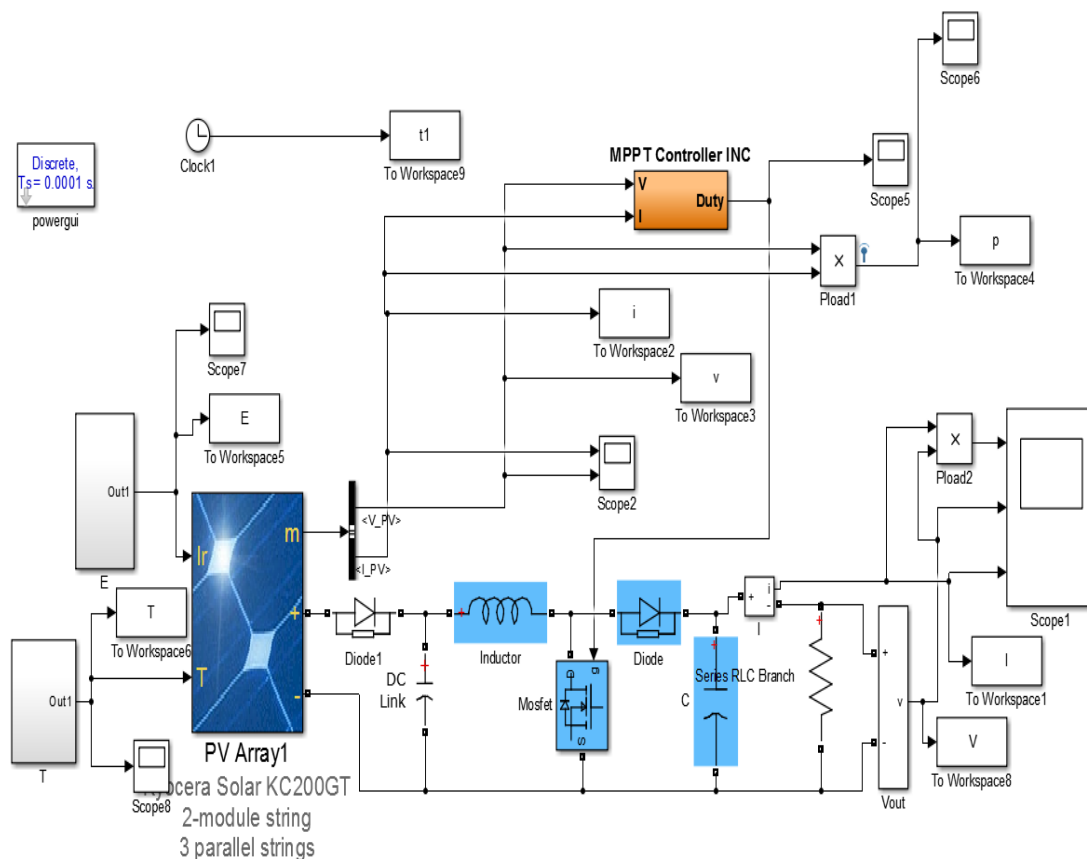 Scope6
t1
Clock1
To Workspace9
MPPT Controller INC
V
I
Duty
Scope5
Discrete,
Ts = 0.0001 s.
powergui
X
Pload1
p
To Workspace4
Scope7
i
To Workspace2
v
To Workspace3
E
To Workspace5
Scope2
X
Pload2
Out1
E
<V_PV>
<I_PV>
Ir
m
+
T
-
Scope1
T
To Workspace6
Diode1
Inductor
Diode
+
i
-
I
DC
Link
Mosfet
g
D
S
Series RLC Branch
C
+
v
-
I
To Workspace1
V
To Workspace8
Vout
Out1
T
Scope8
PV Array1
Kyocera Solar KC200GT
2-module string
3 parallel strings